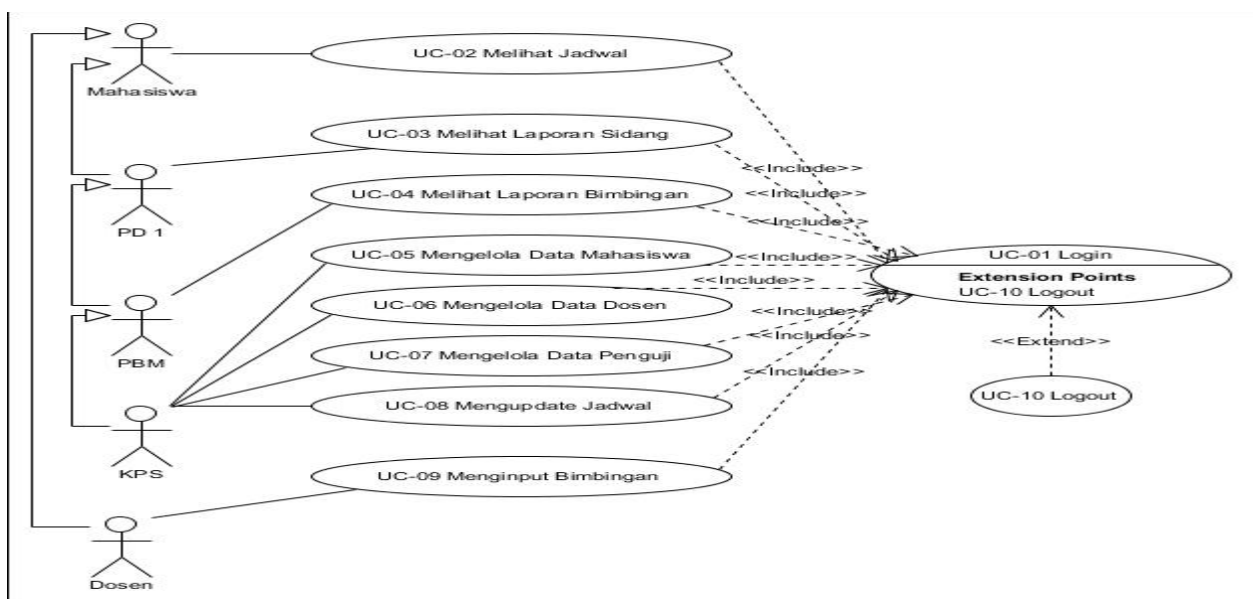 Mahasiswa
PD 1
PBM
KPS
Dosen
UC-02 Melihat Jadwal
UC-03 Melihat Laporan Sidang
UC-04 Melihat Laporan Bimbingan
UC-05 Mengelola Data Mahasiswa
UC-06 Mengelola Data Dosen
UC-07 Mengelola Data Penguji
UC-08 Mengupdate Jadwal
UC-09 Menginput Bimbingan
<<Include>>
<<Include>>
<<Include>>
<<Include>>
<<Include>>
<<Include>>
<<Include>>
<<Include>>
UC-01 Login
Extension Points
UC-10 Logout
<<Extend>>
UC-10 Logout